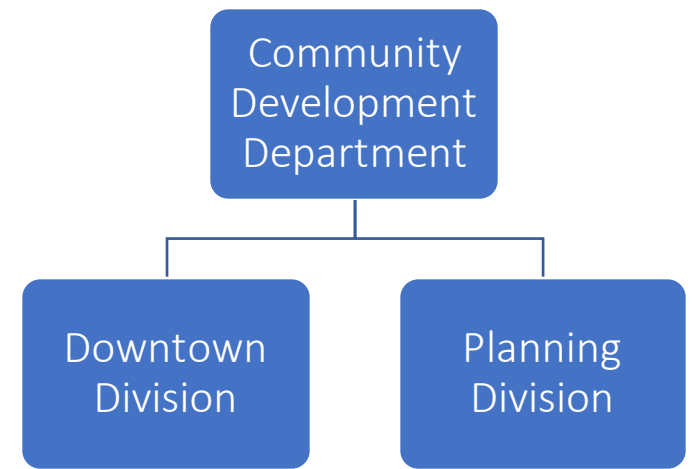 Community
Development
Department
Downtown
Division
Planning
Division